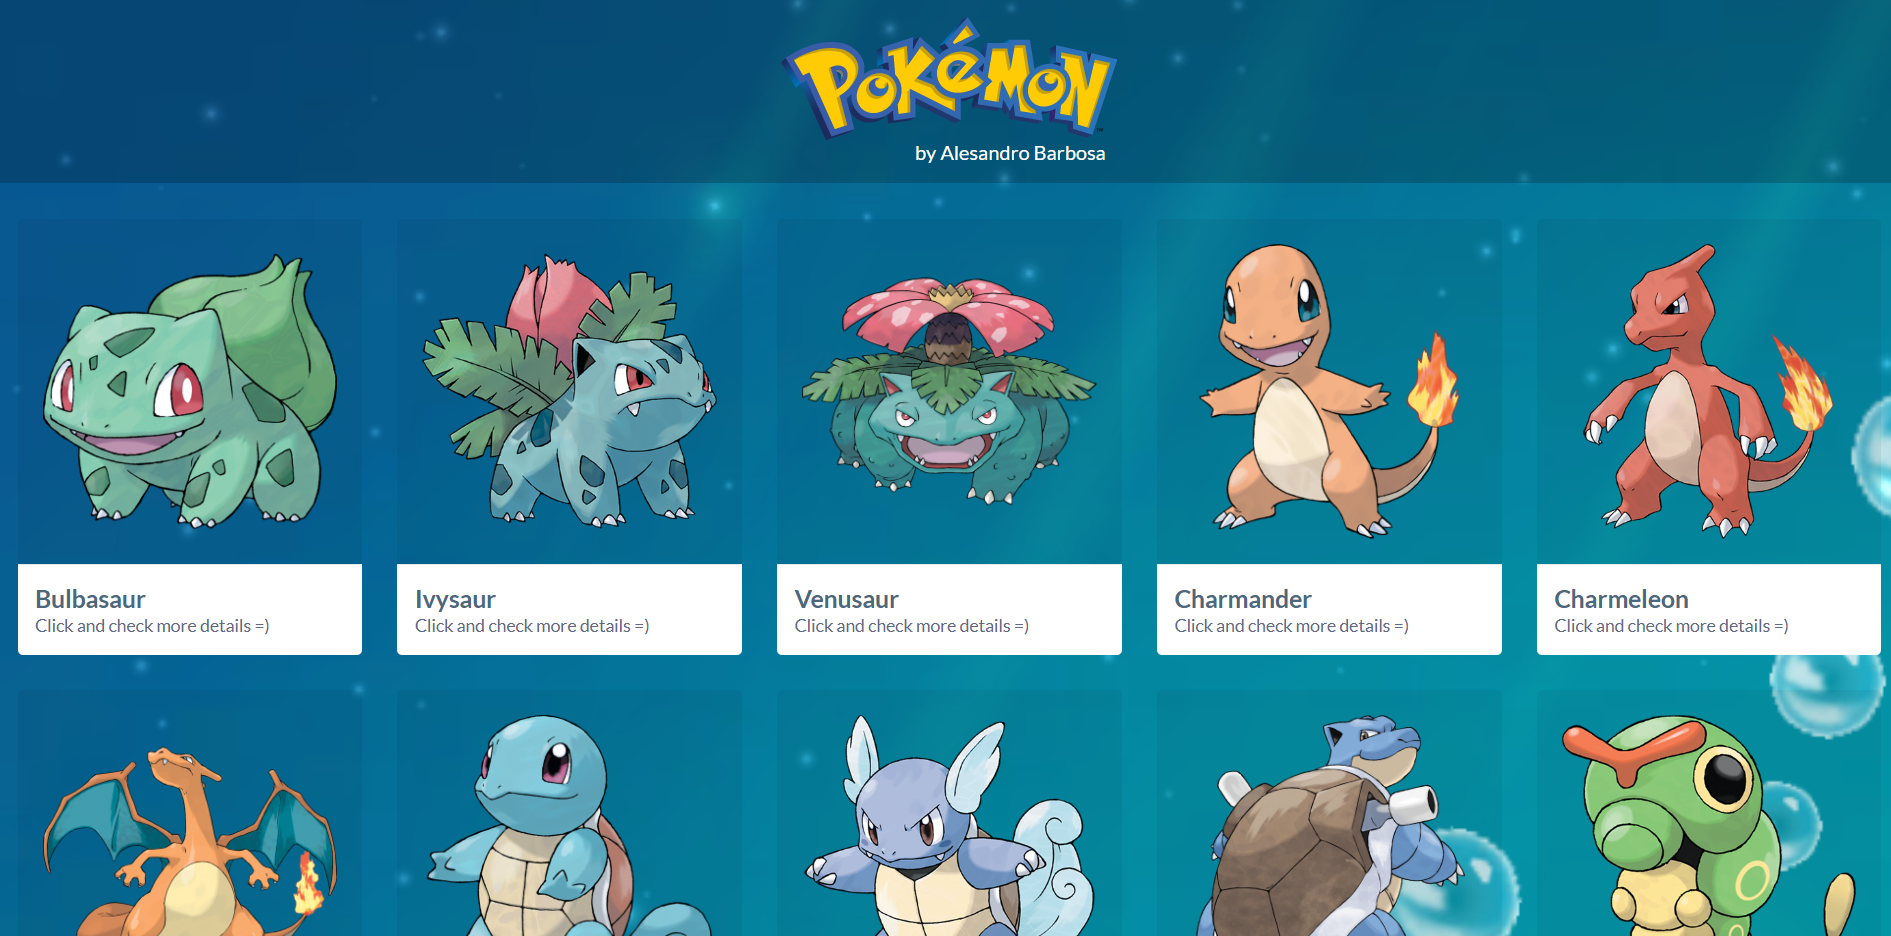 POKéMON
by Alesandro Barbosa
Bulbasaur
Click and check more details =)
Ivysaur
Click and check more details =)
Venusaur
Click and check more details =)
Charmander
Click and check more details =)
Charmeleon
Click and check more details =)